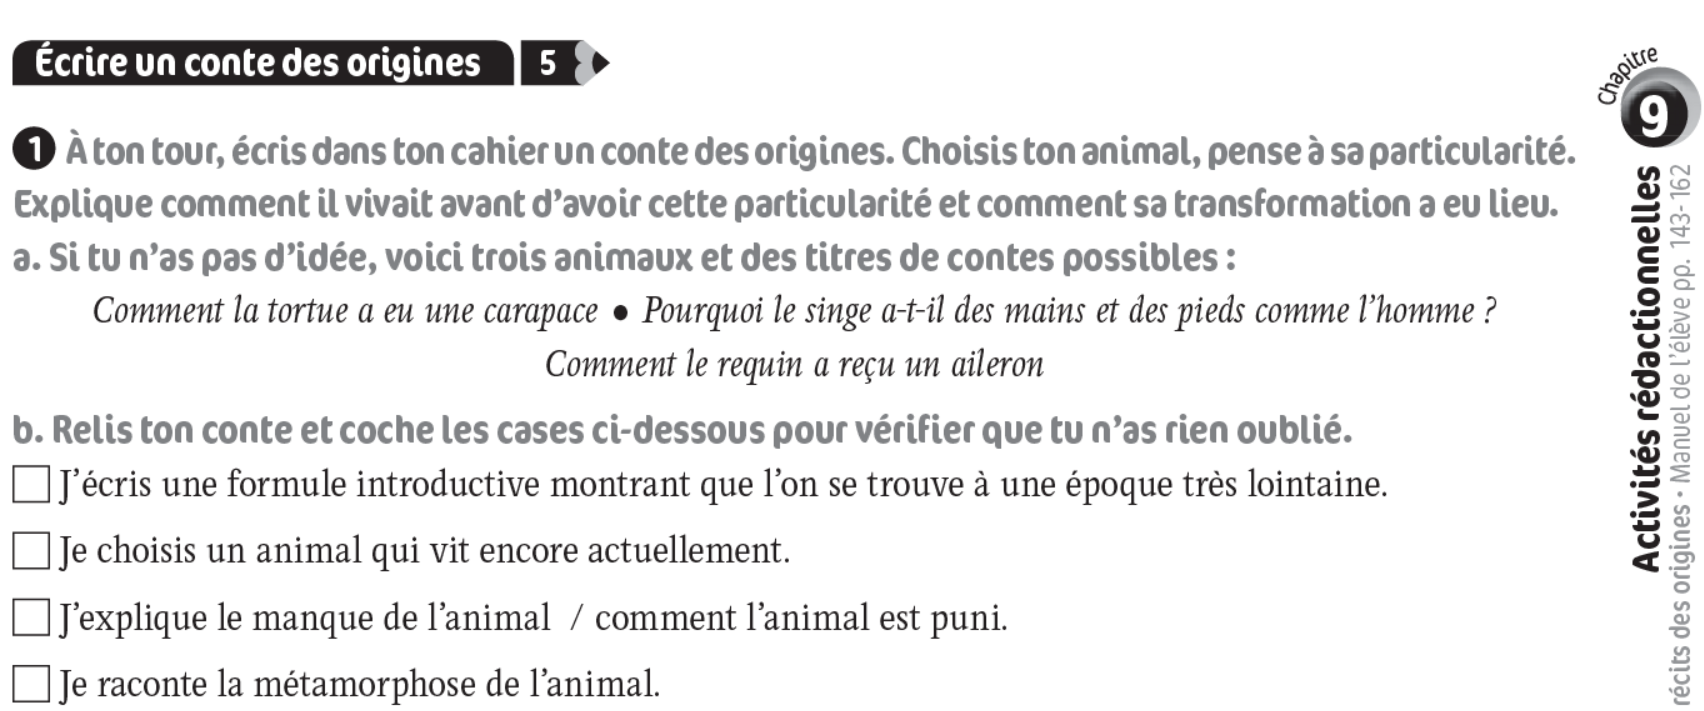 Écrire un conte des origines 5
1 À ton tour, écris dans ton cahier un conte des origines. Choisis ton animal, pense à sa particularité.
Explique comment il vivait avant d'avoir cette particularité et comment sa transformation a eu lieu.
a. Si tu n'as pas d'idée, voici trois animaux et des titres de contes possibles :
Comment la tortue a eu une carapace • Pourquoi le singe a-t-il des mains et des pieds comme l'homme ?
Comment le requin a reçu un aileron
b. Relis ton conte et coche les cases ci-dessous pour vérifier que tu n'as rien oublié.
J'écris une formule introductive montrant que l'on se trouve à une époque très lointaine.
Je choisis un animal qui vit encore actuellement.
J'explique le manque de l'animal / comment l'animal est puni.
Je raconte la métamorphose de l'animal.
Chapitre
9
Activités rédactionnelles
récits des origines • Manuel de l'élève pp. 143-162